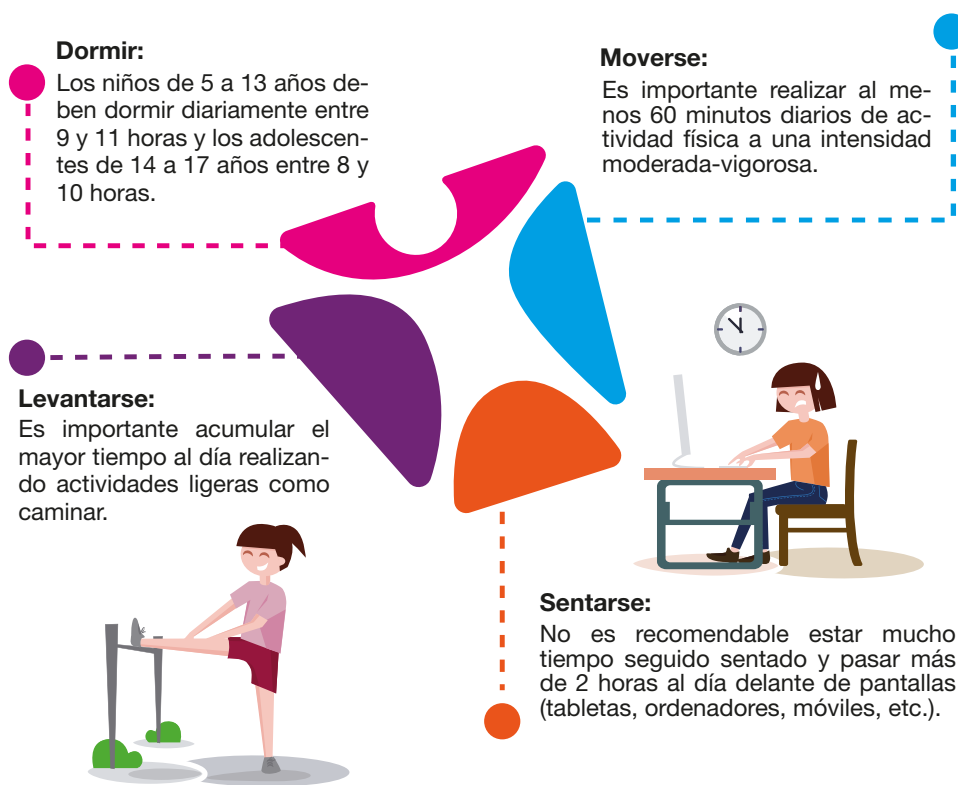 Dormir:
Los niños de 5 a 13 años de-
ben dormir diariamente entre
9 y 11 horas y los adolescen-
tes de 14 a 17 años entre 8 y
10 horas.
Moverse:
Es importante realizar al me-
nos 60 minutos diarios de ac-
tividad física a una intensidad
moderada-vigorosa.
Levantarse:
Es importante acumular el
mayor tiempo al día realizan-
do actividades ligeras como
caminar.
Sentarse:
No es recomendable estar mucho
tiempo seguido sentado y pasar más
de 2 horas al día delante de pantallas
(tabletas, ordenadores, móviles, etc.).